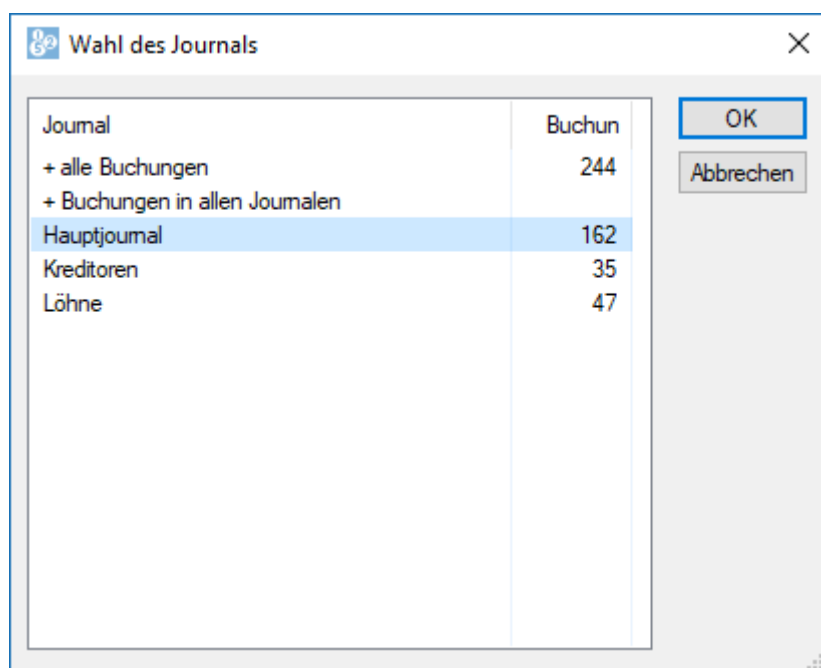 Wahl des Journals
Journal Buchun
+ alle Buchungen 244
+ Buchungen in allen Journalen
Hauptjournal 162
Kreditoren 35
Löhne 47
OK
Abbrechen